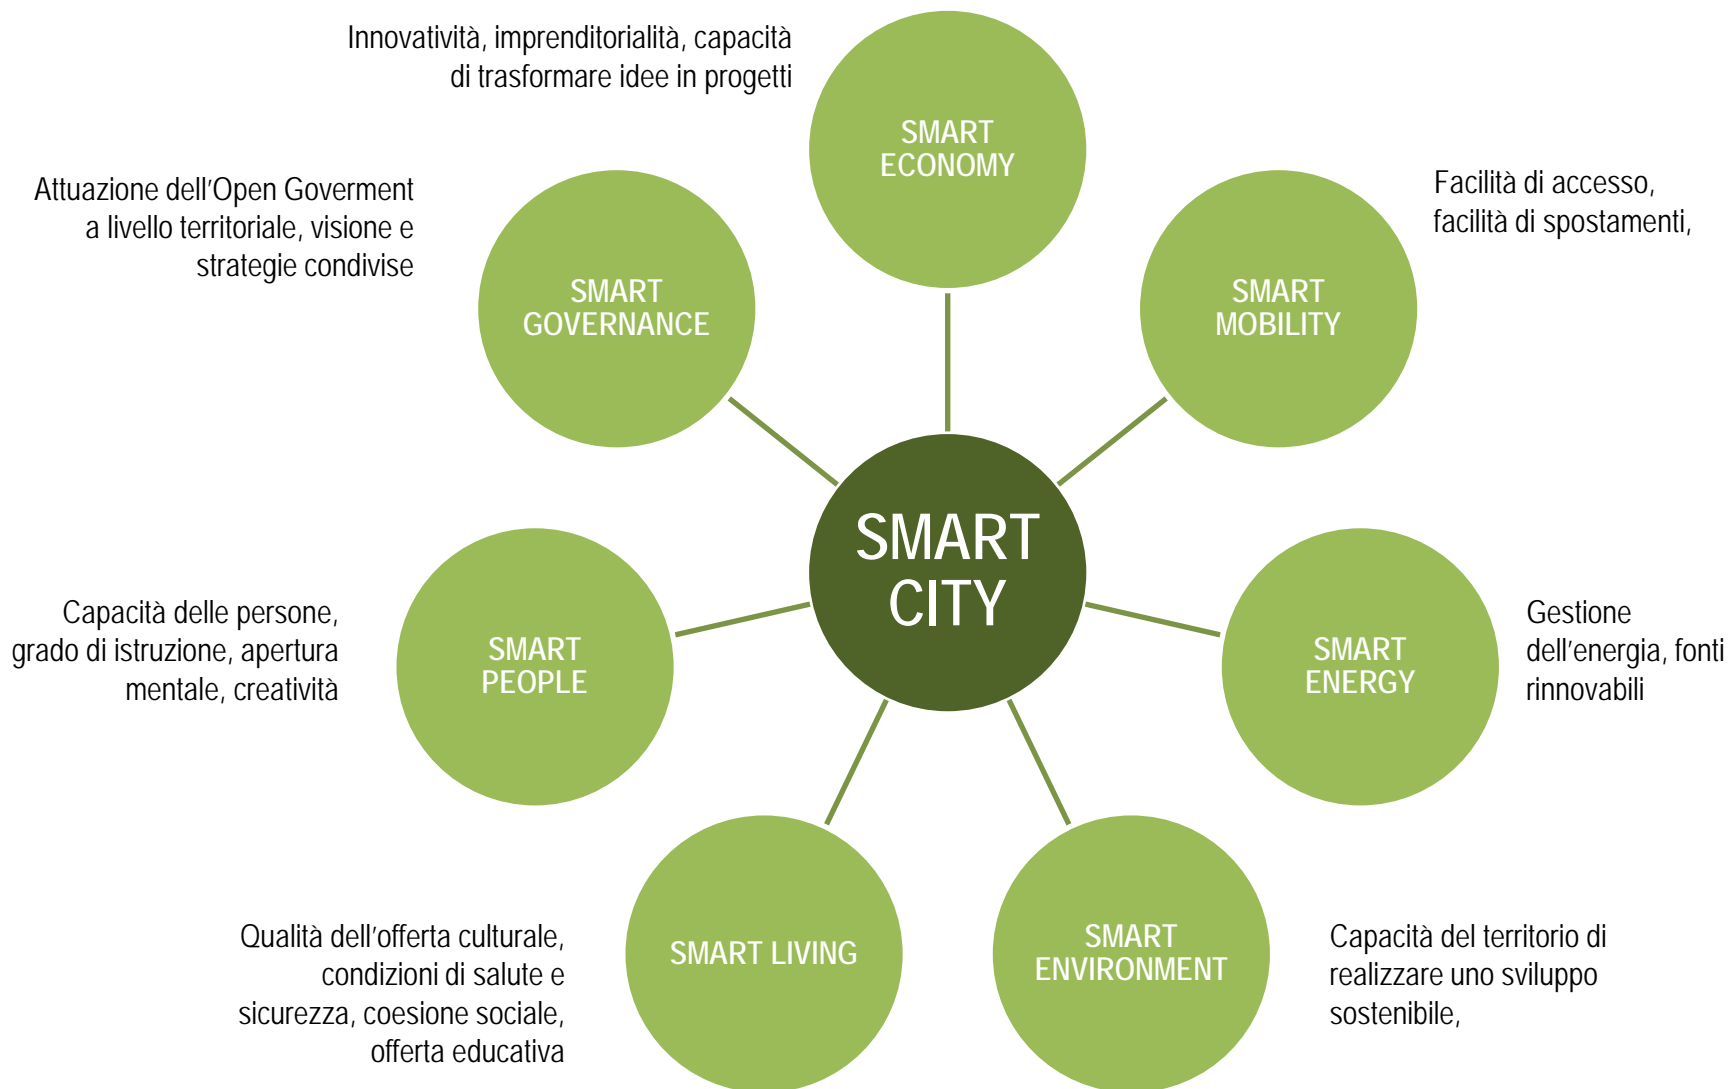 Innovatività, imprenditorialità, capacità
di trasformare idee in progetti
SMART
ECONOMY
Attuazione dell’Open Goverment
a livello territoriale, visione e
strategie condivise
SMART
GOVERNANCE
Facilità di accesso,
facilità di spostamenti,
SMART
MOBILITY
SMART
CITY
Capacità delle persone,
grado di istruzione, apertura
mentale, creatività
SMART
PEOPLE
SMART
ENERGY
Gestione
dell’energia, fonti
rinnovabili
Qualità dell’offerta culturale,
condizioni di salute e
sicurezza, coesione sociale,
offerta educativa
SMART LIVING
SMART
ENVIRONMENT
Capacità del territorio di
realizzare uno sviluppo
sostenibile,